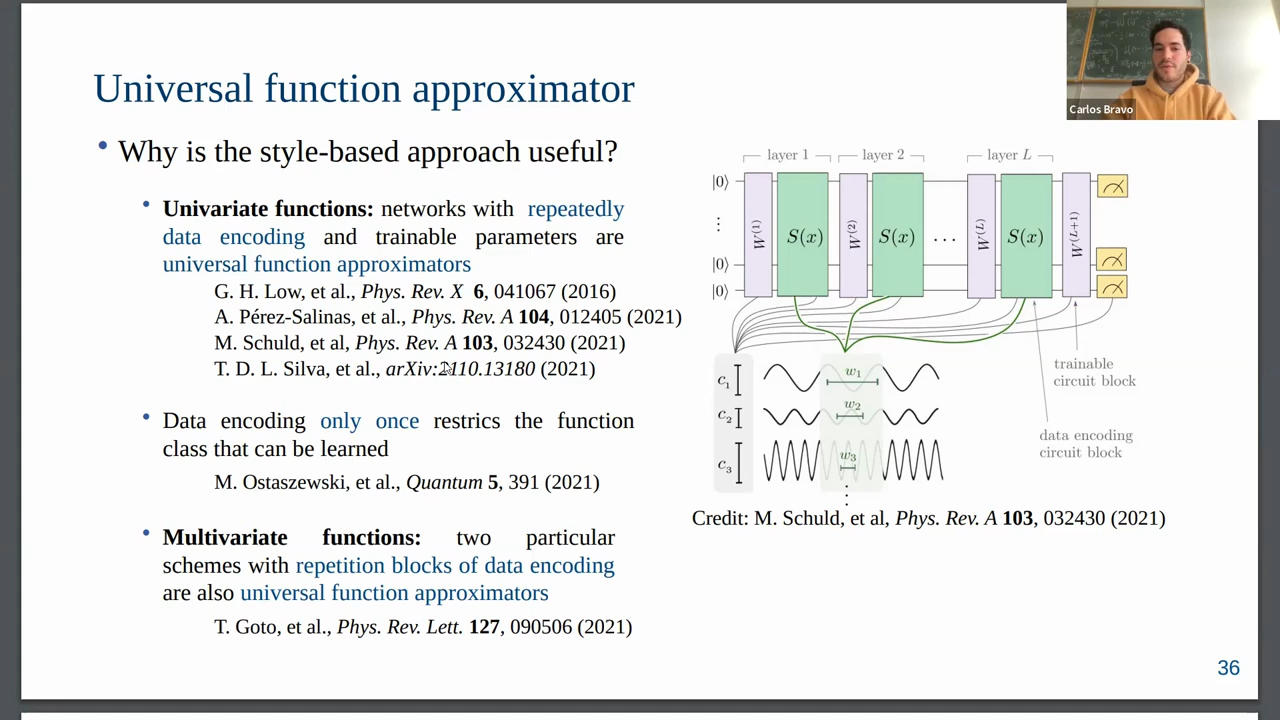 Universal function approximator
• Why is the style-based approach useful?
• Univariate functions: networks with repeatedly
data encoding and trainable parameters are
universal function approximators
G. H. Low, et al., Phys. Rev. X 6, 041067 (2016)
A. Pérez-Salinas, et al., Phys. Rev. A 104, 012405 (2021)
M. Schuld, et al, Phys. Rev. A 103, 032430 (2021)
T. D. L. Silva, et al., arXiv:2110.13180 (2021)
• Data encoding only once restrics the function
class that can be learned
M. Ostaszewski, et al., Quantum 5, 391 (2021)
• Multivariate functions: two particular
schemes with repetition blocks of data encoding
are also universal function approximators
T. Goto, et al., Phys. Rev. Lett. 127, 090506 (2021)
layer 1 layer 2 layer L
|0⟩
⋮
|0⟩
|0⟩
W(1) S(x) W(2) S(x) ... W(L) S(x) W(L+1)
c1 w1
c2 w2
c3 w3
⋮
trainable
circuit block
data encoding
circuit block
Credit: M. Schuld, et al, Phys. Rev. A 103, 032430 (2021)
Carlos Bravo
36